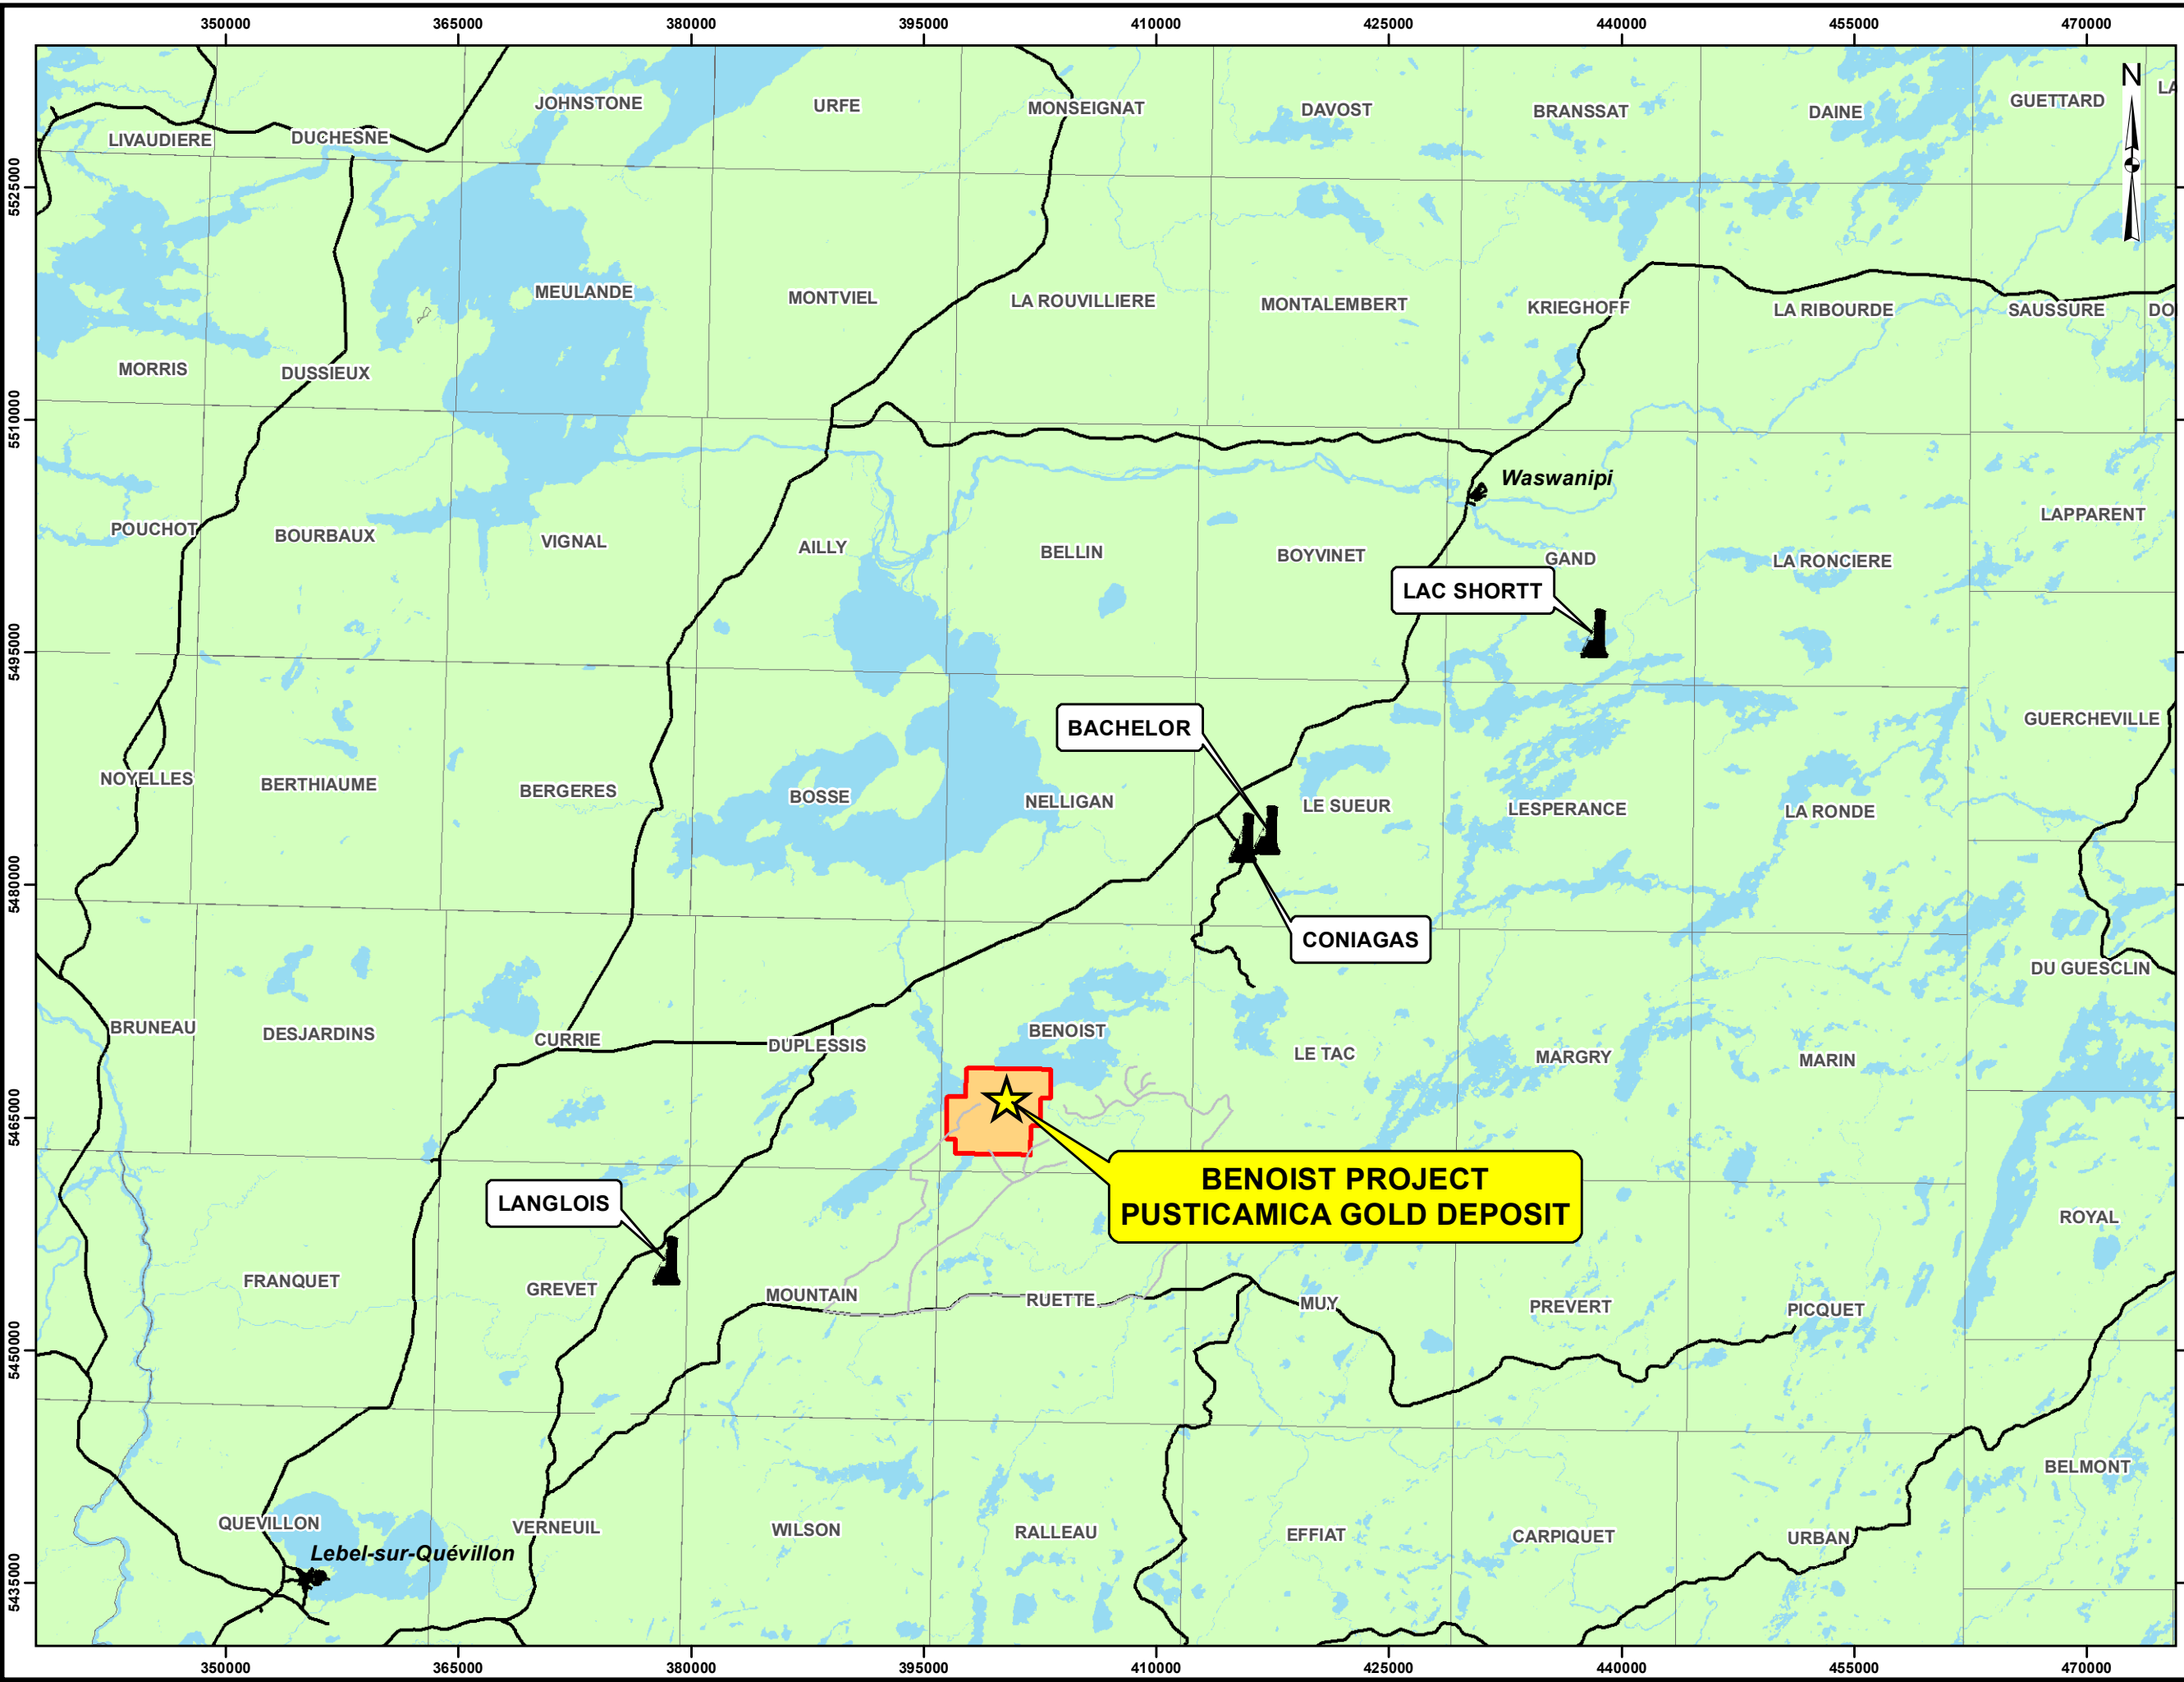 350000 365000 380000 395000 410000 425000 440000 455000 470000
N
JOHNSTONE URFE MONSEIGNAT DAVOST BRANSSAT DAINE GUETTARD LA
LIVAUDIERE DUCHESNE
5525000
MEULANDE MONTVIEL LA ROUVILLIERE MONTALEMBERT KRIEGHOFF LA RIBOURDE SAUSSURE DO
MORRIS DUSSIEUX
5510000
Waswanipi
POUCHOT BOURBAUX VIGNAL AILLY BELLIN BOYVINET GAND LA RONCIERE LAPPARENT
LAC SHORTT
5495000
BACHELOR
GUERCHEVILLE
NOYELLES BERTHIAUME BERGERES BOSSE NELLIGAN LE SUEUR LESPERANCE LA RONDE
5480000
CONIAGAS
DU GUESCLIN
BRUNEAU DESJARDINS CURRIE DUPLESSIS BENOIST LE TAC MARGRY MARIN
5465000
BENOIST PROJECT
PUSTICAMICA GOLD DEPOSIT
LANGLOIS
ROYAL
FRANQUET GREVET MOUNTAIN RUETTE MUY PREVERT PICQUET
5450000
BELMONT
QUEVILLON VERNEUIL WILSON RALLEAU EFFIAT CARPIQUET URBAN
Lebel-sur-Quévillon
5435000
350000 365000 380000 395000 410000 425000 440000 455000 470000